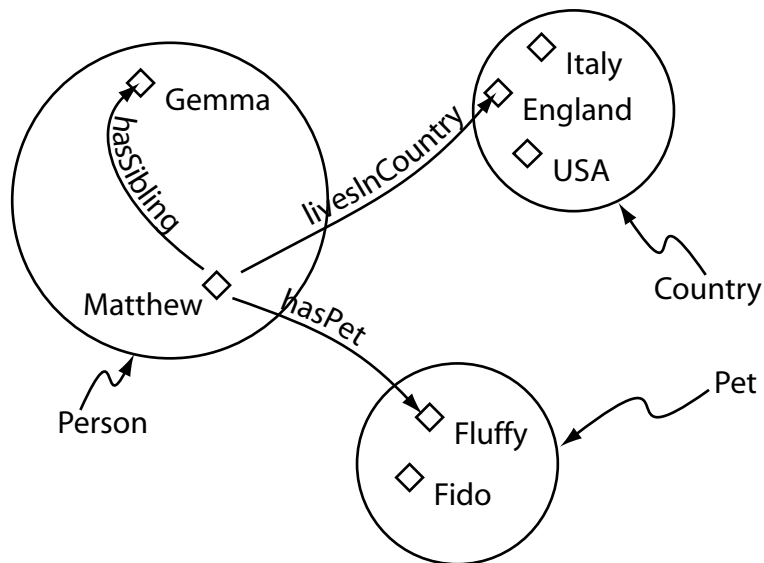 Italy
Gemma
England
hasSibling
livesInCountry
USA
Matthew
hasPet
Country
Person
Pet
Fluffy
Fido